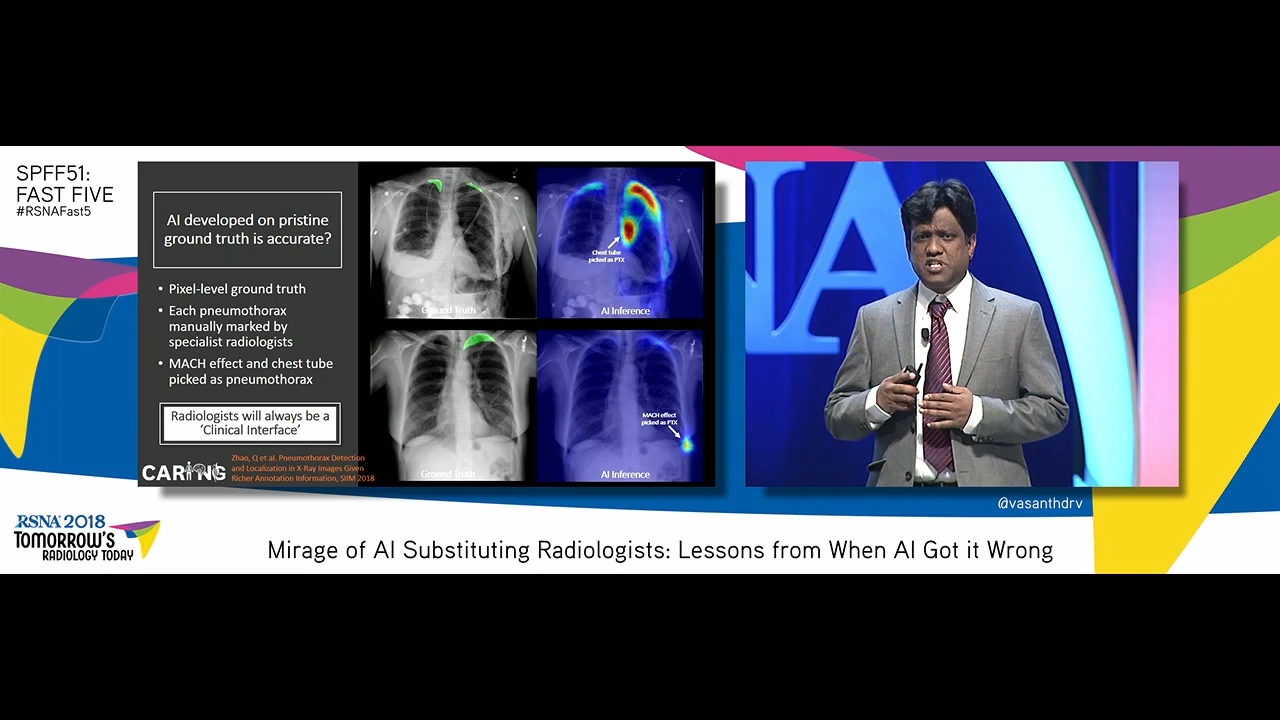 SPFF51:
FAST FIVE
#RSNAFast5
AI developed on pristine
ground truth is accurate?
• Pixel-level ground truth
• Each pneumothorax
manually marked by
specialist radiologists
• MACH effect and chest tube
picked as pneumothorax
Radiologists will always be a
'Clinical Interface'
CARING
Zhao, Q et al. Pneumothorax Detection
and Localization in X-Ray Images Given
Richer Annotation Information, SIIM 2018
Ground Truth
Chest tube
picked as PTX
AI Inference
Ground Truth
MACH effect
picked as PTX
AI Inference
NA
@vasanthdrv
RSNA 2018
TOMORROW'S
RADIOLOGY TODAY
Mirage of AI Substituting Radiologists: Lessons from When AI Got it Wrong